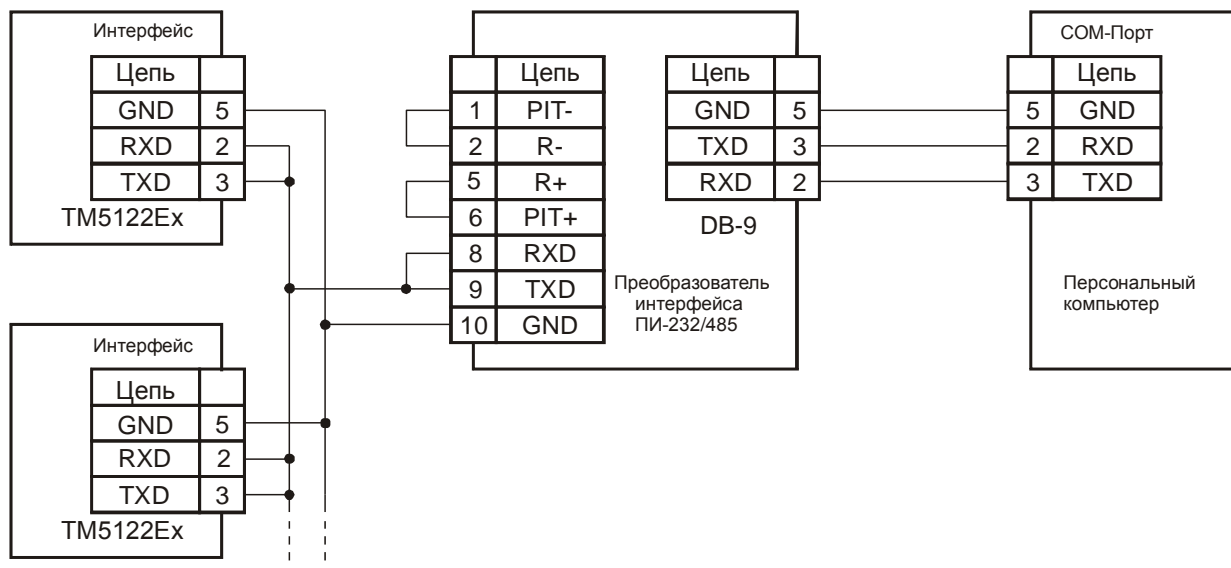 Интерфейс
Цепь
GND 5
RXD 2
TXD 3
TM5122Ex
Интерфейс
Цепь
GND 5
RXD 2
TXD 3
TM5122Ex
Цепь
1 PIT-
2 R-
5 R+
6 PIT+
8 RXD
9 TXD
10 GND
Цепь
GND 5
TXD 3
RXD 2
DB-9
Преобразователь
интерфейса
ПИ-232/485
COM-Порт
Цепь
5 GND
2 RXD
3 TXD
Персональный
компьютер